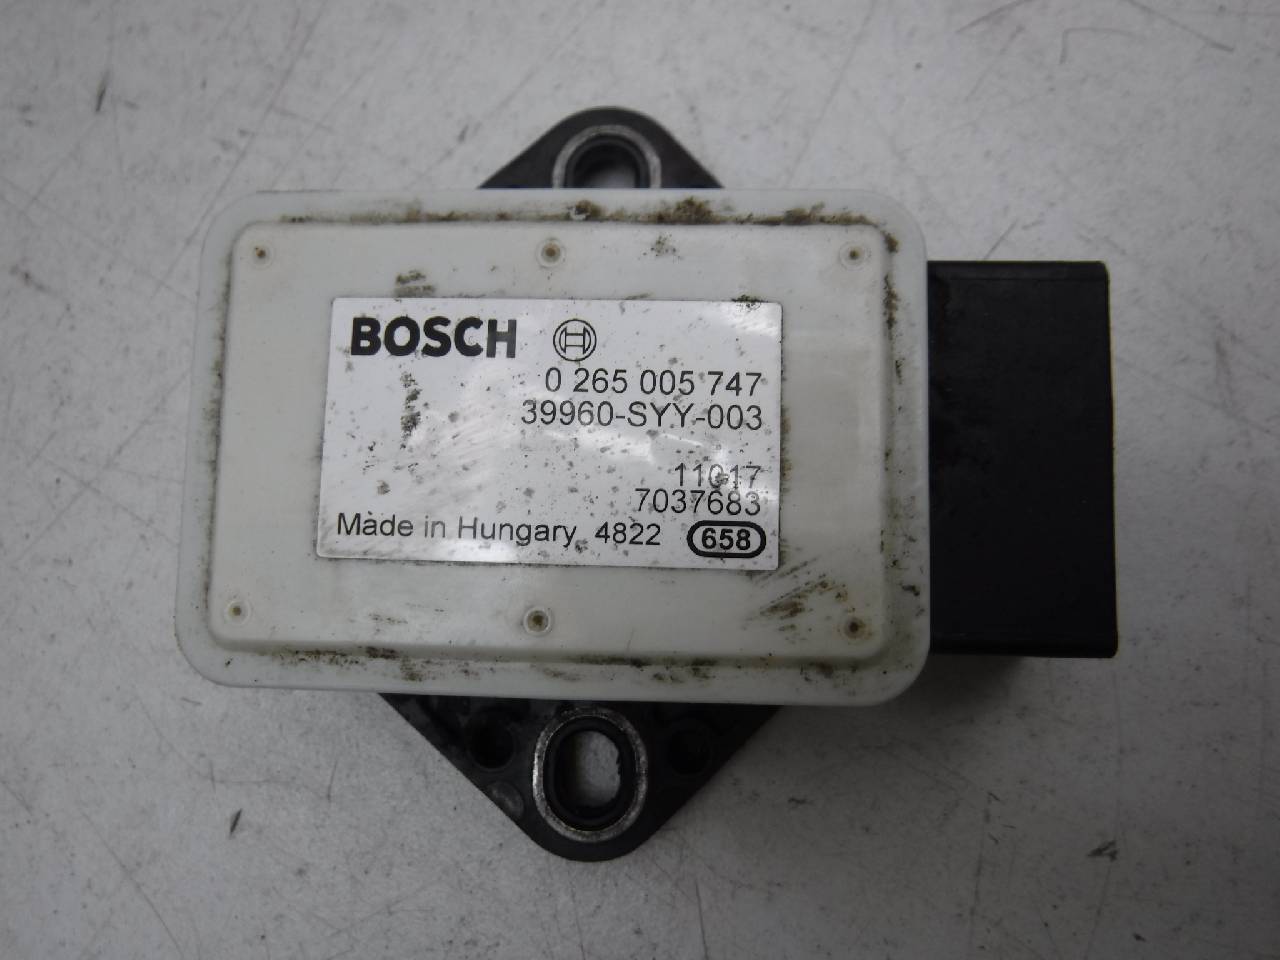 BOSCH
0 265 005 747
39960-SYY-003
11017
7037683
Made in Hungary 4822 658